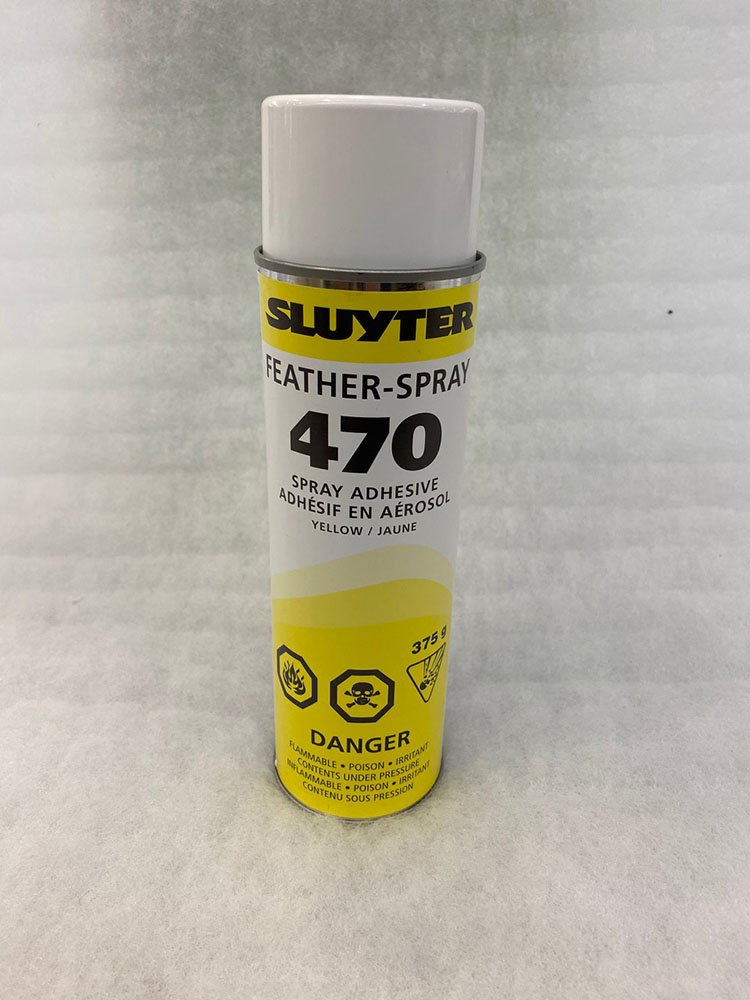 SLUYTER
FEATHER-SPRAY
470
SPRAY ADHESIVE
ADHÉSIF EN AÉROSOL
YELLOW / JAUNE
375 g
DANGER
FLAMMABLE • POISON • IRRITANT
CONTENTS UNDER PRESSURE
INFLAMMABLE • POISON • IRRITANT
CONTENU SOUS PRESSION